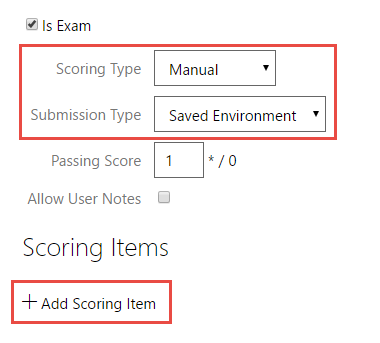 Is Exam
Scoring Type Manual
Submission Type Saved Environment
Passing Score 1 * / 0
Allow User Notes
Scoring Items
+ Add Scoring Item